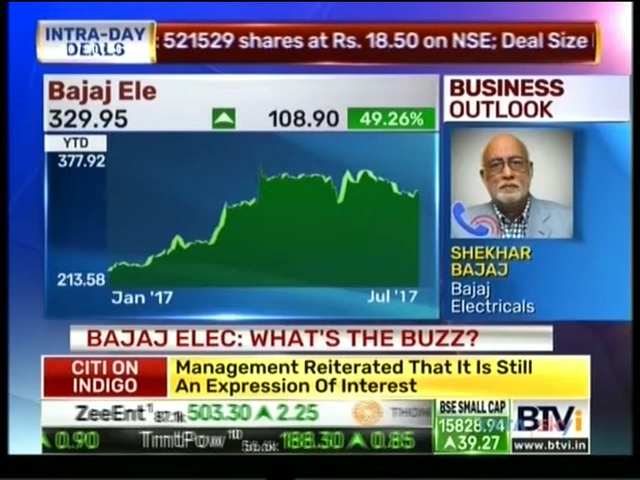 INTRA-DAY
DEALS
: 521529 shares at Rs. 18.50 on NSE; Deal Size
Bajaj Ele
329.95 108.90 49.26%
YTD
377.92
213.58
Jan '17 Jul '17
BUSINESS
OUTLOOK
SHEKHAR
BAJAJ
Bajaj
Electricals
BAJAJ ELEC: WHAT'S THE BUZZ?
CITI ON
INDIGO
Management Reiterated That It Is Still
An Expression Of Interest
ZeeEnt 503.30 2.25
BSE SMALL CAP
15828.94
39.27
BTVi
www.btvi.in
0.90 188.30 0.85